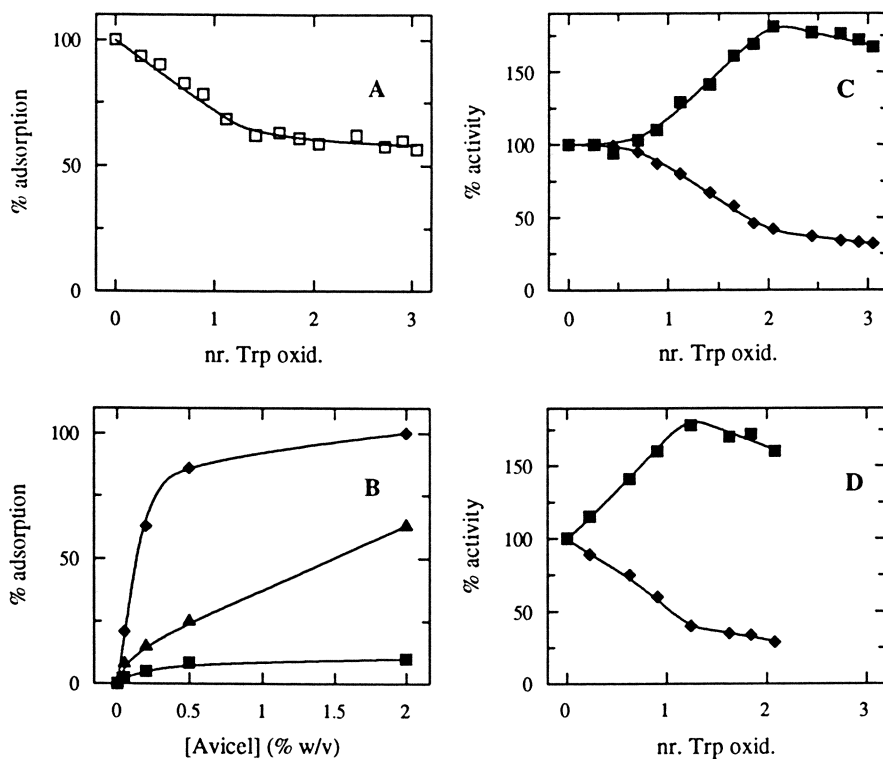 100
50
0
% adsorption
A
0 1 2 3
nr. Trp oxid.
150
100
50
0
% activity
C
0 1 2 3
nr. Trp oxid.
100
50
0
% adsorption
B
0 0.5 1 1.5 2
[Avicel] (% w/v)
150
100
50
0
% activity
D
0 1 2 3
nr. Trp oxid.